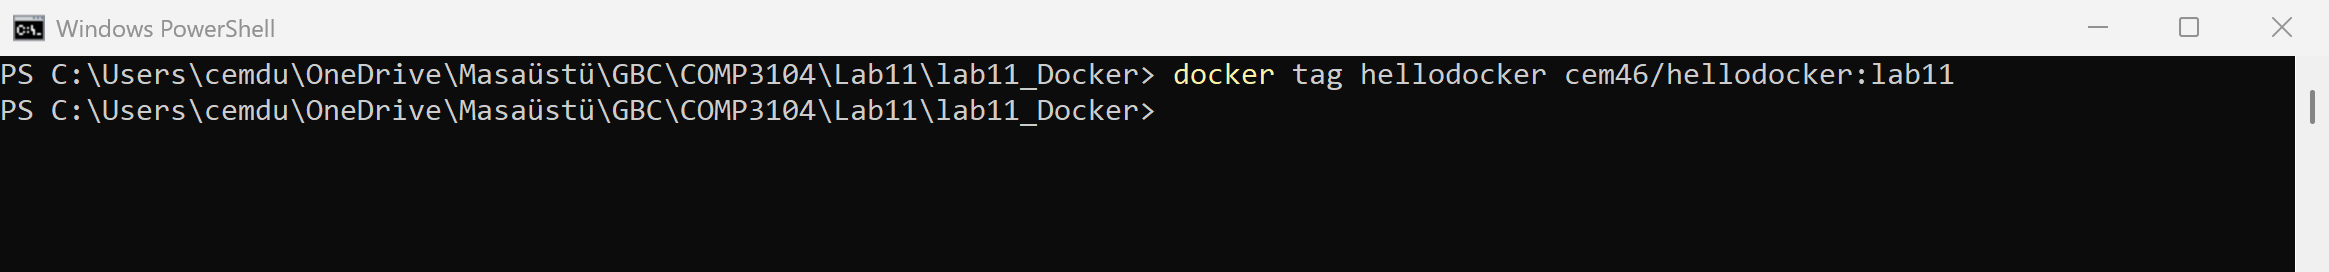 Windows PowerShell
PS C:\Users\cemdu\OneDrive\Masaüstü\GBC\COMP3104\Lab11\lab11_Docker> docker tag hellodocker cem46/hellodocker:lab11
PS C:\Users\cemdu\OneDrive\Masaüstü\GBC\COMP3104\Lab11\lab11_Docker>